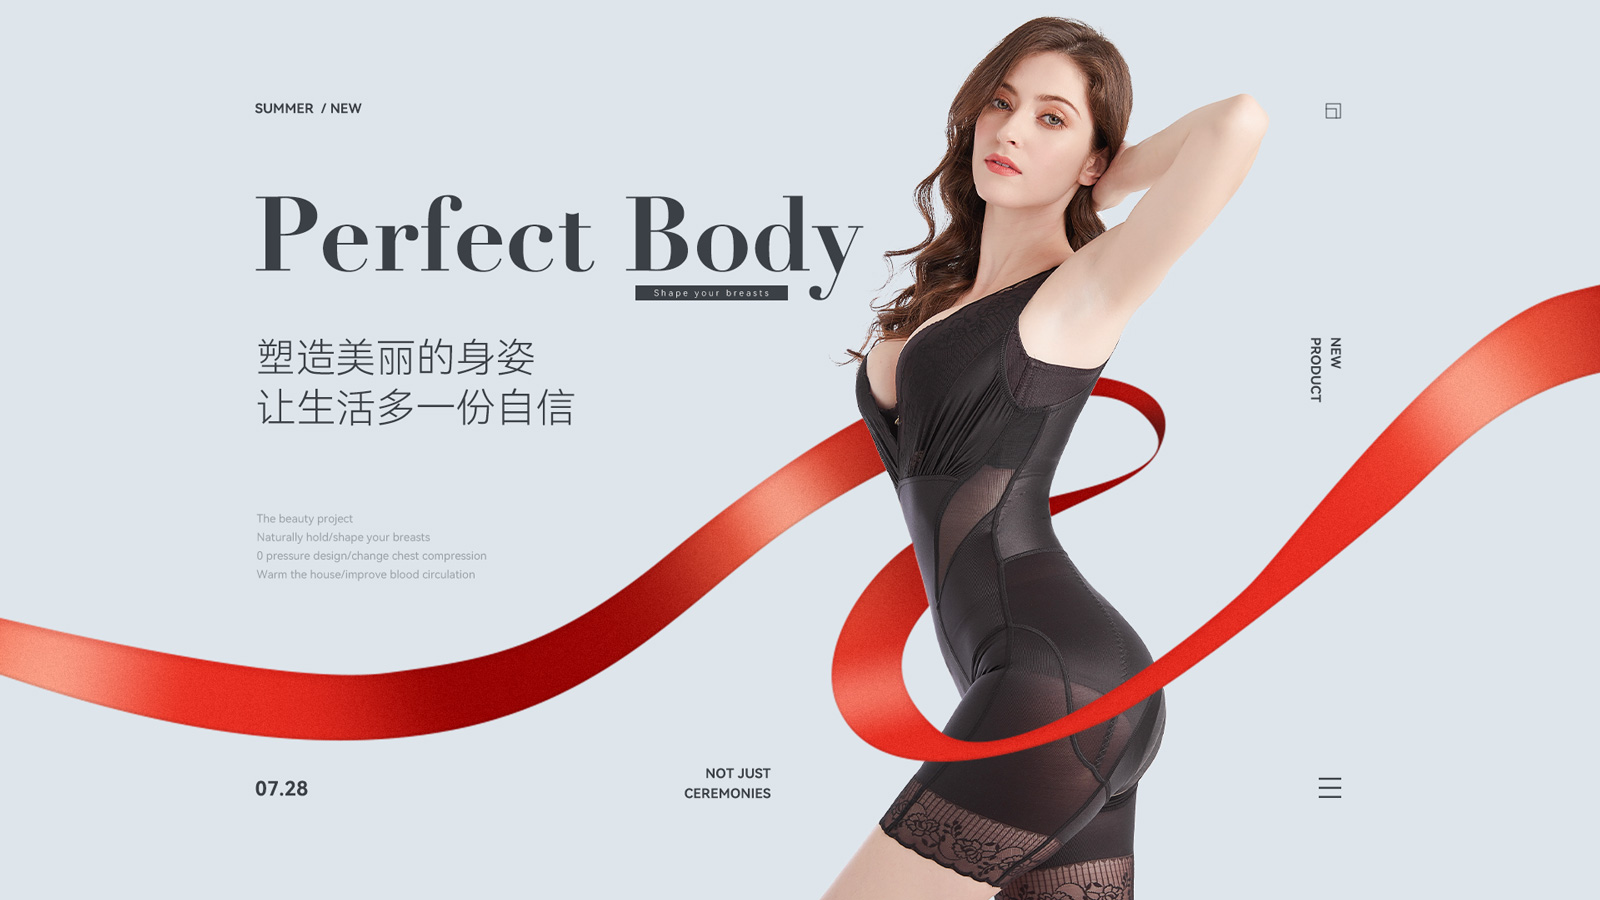 SUMMER / NEW
Perfect Body
Shape your breasts
塑造美丽的身姿
让生活多一份自信
NEW
PRODUCT
The beauty project
Naturally hold/shape your breasts
0 pressure design/change chest compression
Warm the house/improve blood circulation
07.28
NOT JUST
CEREMONIES